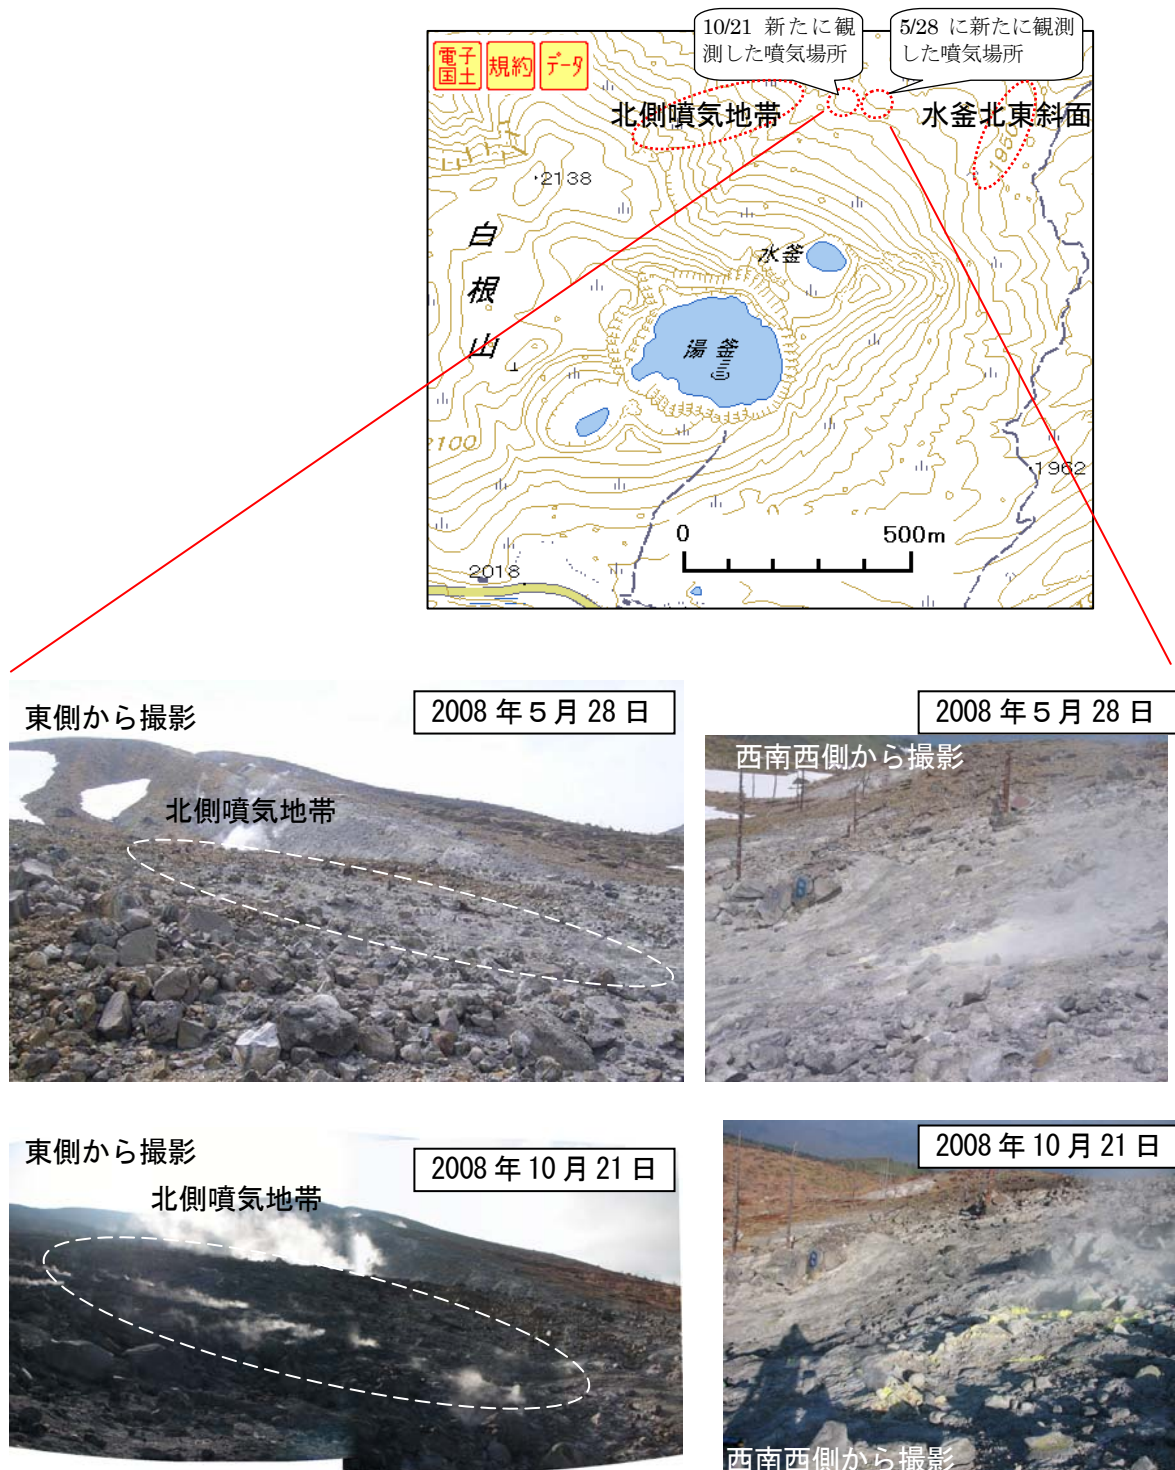 10/21 新たに観
測した噴気場所
5/28 に新たに観測
した噴気場所
電子
国土
規約
データ
北側噴気地帯
水釜北東斜面
1950
2138
白根山
水釜
湯釜
2100
1962
0
500m
2018
東側から撮影
2008 年 5 月 28 日
北側噴気地帯
2008 年 5 月 28 日
西南西側から撮影
東側から撮影
2008 年 10 月 21 日
北側噴気地帯
2008 年 10 月 21 日
西南西側から撮影